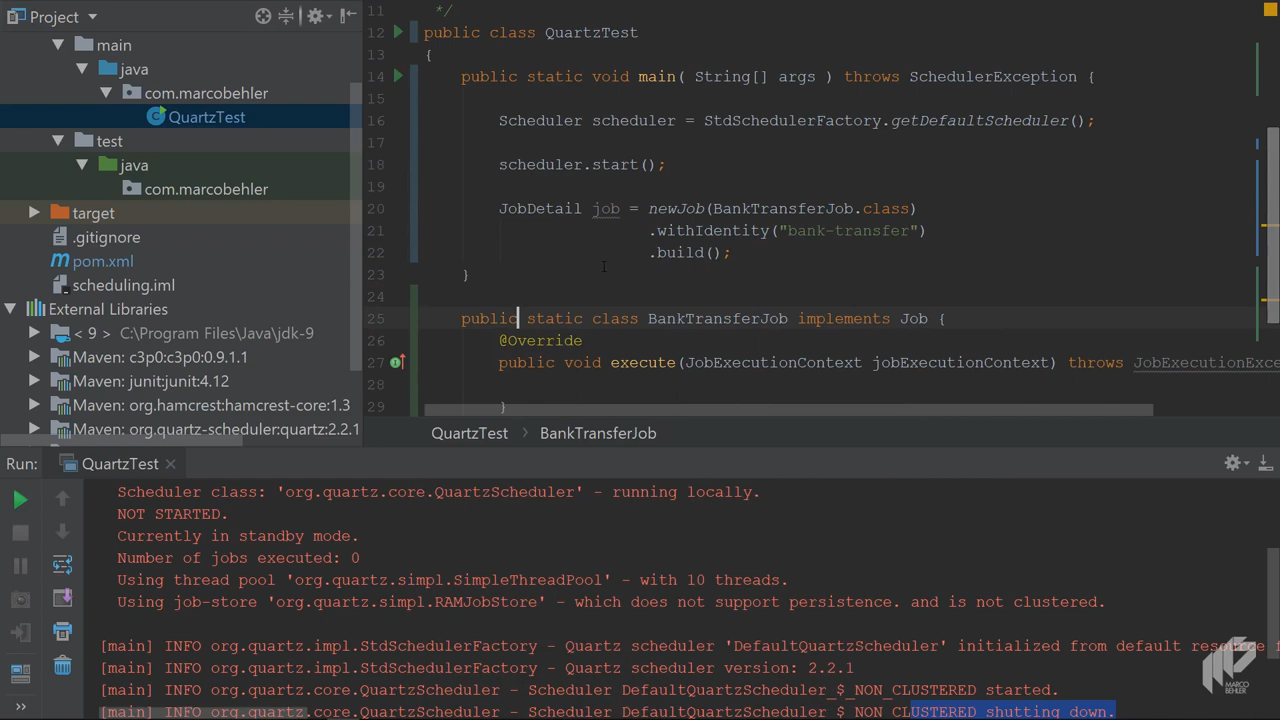 Project
main
java
com.marcobehler
QuartzTest
test
java
com.marcobehler
target
.gitignore
pom.xml
scheduling.iml
External Libraries
< 9 > C:\Program Files\Java\jdk-9
Maven: c3p0:c3p0:0.9.1.1
Maven: junit:junit:4.12
Maven: org.hamcrest:hamcrest-core:1.3
Maven: org.quartz-scheduler:quartz:2.2.1
11 */
12 public class QuartzTest
13 {
14 public static void main( String[] args ) throws SchedulerException {
15
16 Scheduler scheduler = StdSchedulerFactory.getDefaultScheduler();
17
18 scheduler.start();
19
20 JobDetail job = newJob(BankTransferJob.class)
21 .withIdentity("bank-transfer")
22 .build();
23 }
24
25 public static class BankTransferJob implements Job {
26 @Override
27 public void execute(JobExecutionContext jobExecutionContext) throws JobExecutionExce
28
29 }
QuartzTest > BankTransferJob
Run: QuartzTest
Scheduler class: 'org.quartz.core.QuartzScheduler' - running locally.
NOT STARTED.
Currently in standby mode.
Number of jobs executed: 0
Using thread pool 'org.quartz.simpl.SimpleThreadPool' - with 10 threads.
Using job-store 'org.quartz.simpl.RAMJobStore' - which does not support persistence. and is not clustered.
[main] INFO org.quartz.impl.StdSchedulerFactory - Quartz scheduler 'DefaultQuartzScheduler' initialized from default resource f
[main] INFO org.quartz.impl.StdSchedulerFactory - Quartz scheduler version: 2.2.1
[main] INFO org.quartz.core.QuartzScheduler - Scheduler DefaultQuartzScheduler_$_NON_CLUSTERED started.
[main] INFO org.quartz.core.QuartzScheduler - Scheduler DefaultQuartzScheduler_$_NON_CLUSTERED shutting down.
MARCO
BEHLER